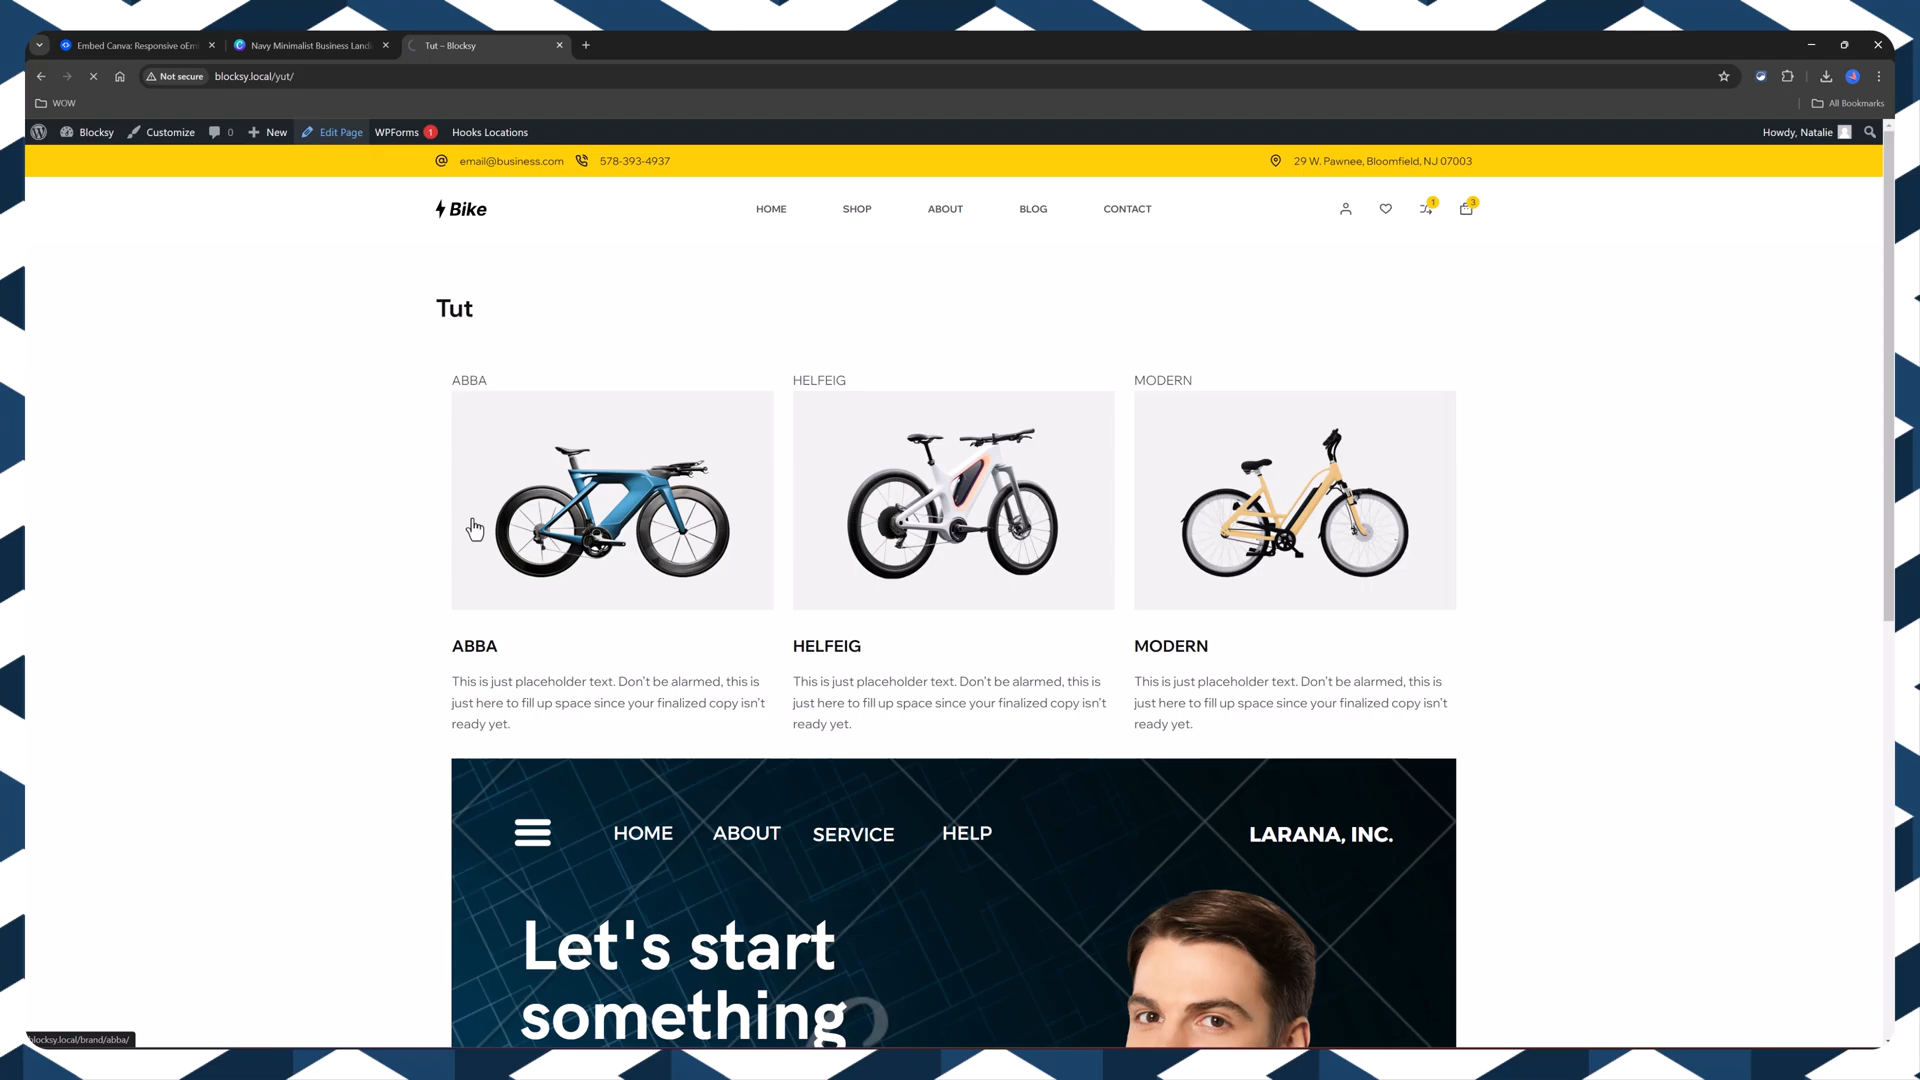 Embed Canva: Responsive oEm
Navy Minimalist Business Landi
Tut – Blocksy
Not secure
blocksy.local/yut/
WOW
All Bookmarks
Blocksy
Customize
0
New
Edit Page
WPForms 1
Hooks Locations
Howdy, Natalie
email@business.com
578-393-4937
29 W. Pawnee, Bloomfield, NJ 07003
Bike
HOME
SHOP
ABOUT
BLOG
CONTACT
1
3
Tut
ABBA
HELFEIG
MODERN
ABBA
This is just placeholder text. Don't be alarmed, this is
just here to fill up space since your finalized copy isn't
ready yet.
HELFEIG
This is just placeholder text. Don't be alarmed, this is
just here to fill up space since your finalized copy isn't
ready yet.
MODERN
This is just placeholder text. Don't be alarmed, this is
just here to fill up space since your finalized copy isn't
ready yet.
HOME
ABOUT
SERVICE
HELP
LARANA, INC.
Let's start
something
blocksy.local/brand/abba/